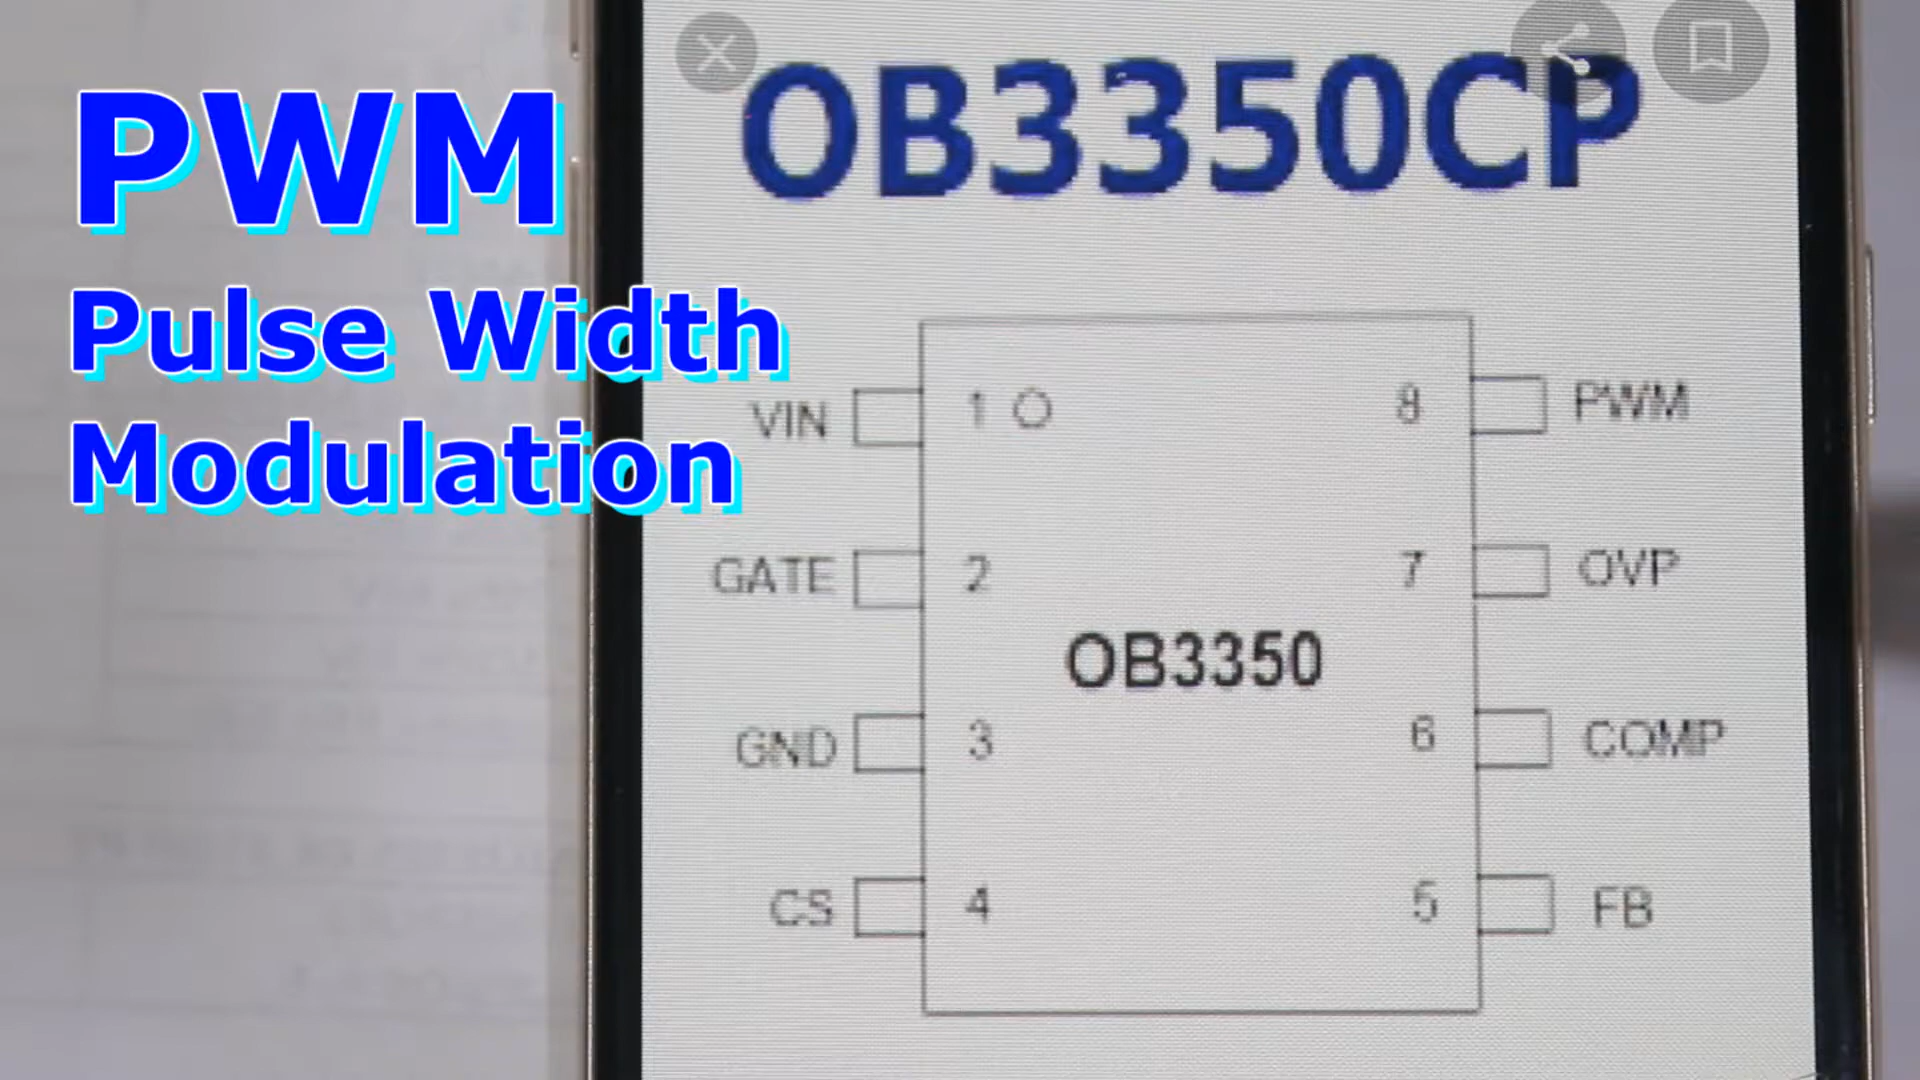 PWM
Pulse Width
Modulation
OB3350CP
VIN 1 8 PWM
GATE 2 7 OVP
OB3350
GND 3 6 COMP
CS 4 5 FB